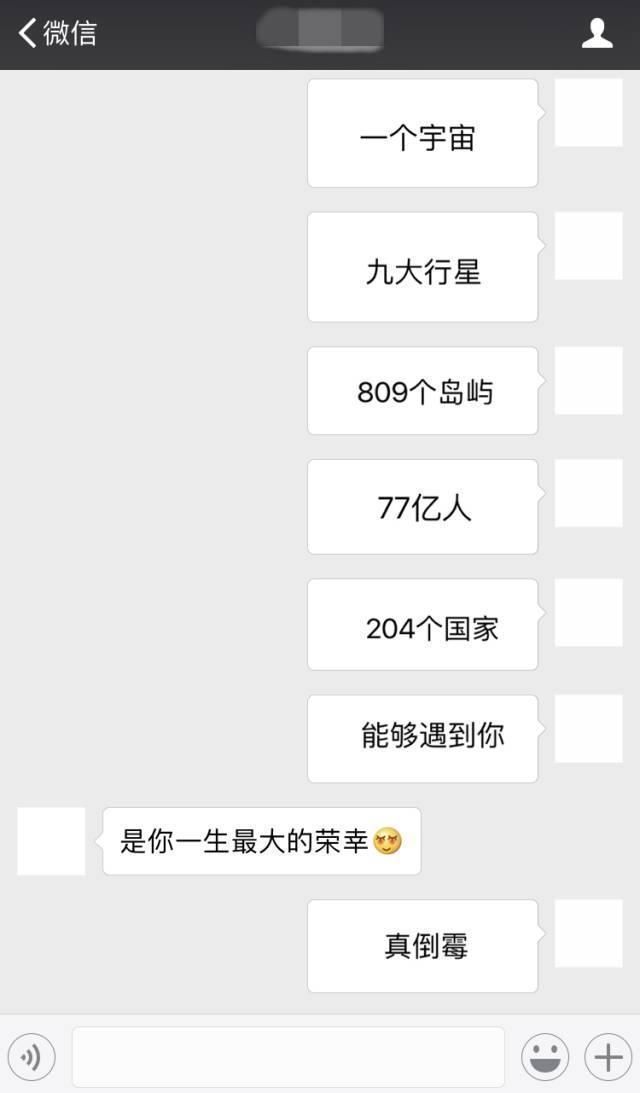 微信
一个宇宙
九大行星
809个岛屿
77亿人
204个国家
能够遇到你
是你一生最大的荣幸
真倒霉